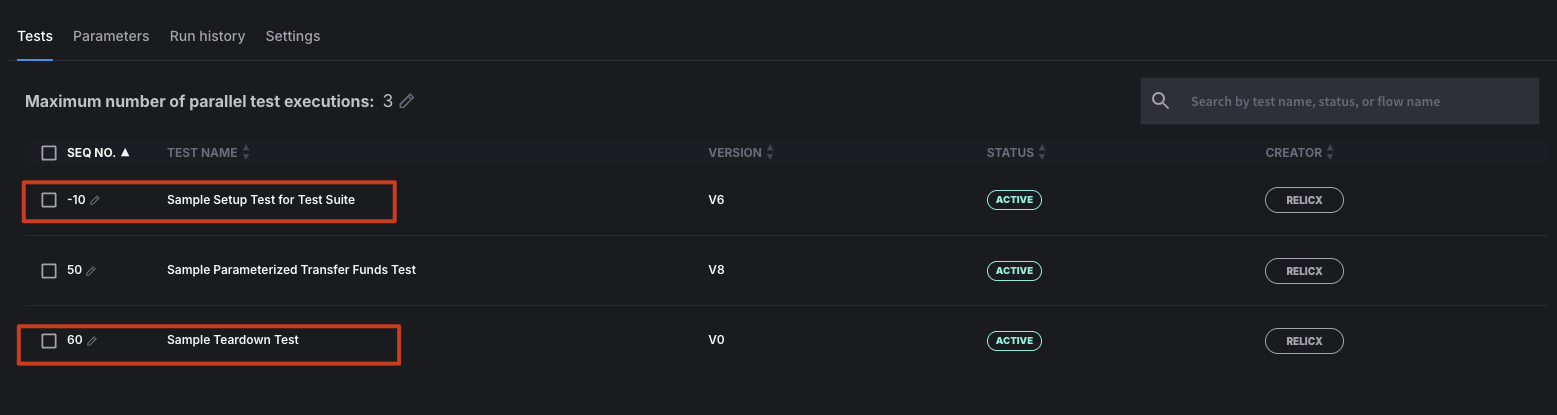 Tests Parameters Run history Settings
Maximum number of parallel test executions: 3
Search by test name, status, or flow name
SEQ NO. TEST NAME VERSION STATUS CREATOR
-10 Sample Setup Test for Test Suite V6 ACTIVE RELICX
50 Sample Parameterized Transfer Funds Test V8 ACTIVE RELICX
60 Sample Teardown Test V0 ACTIVE RELICX